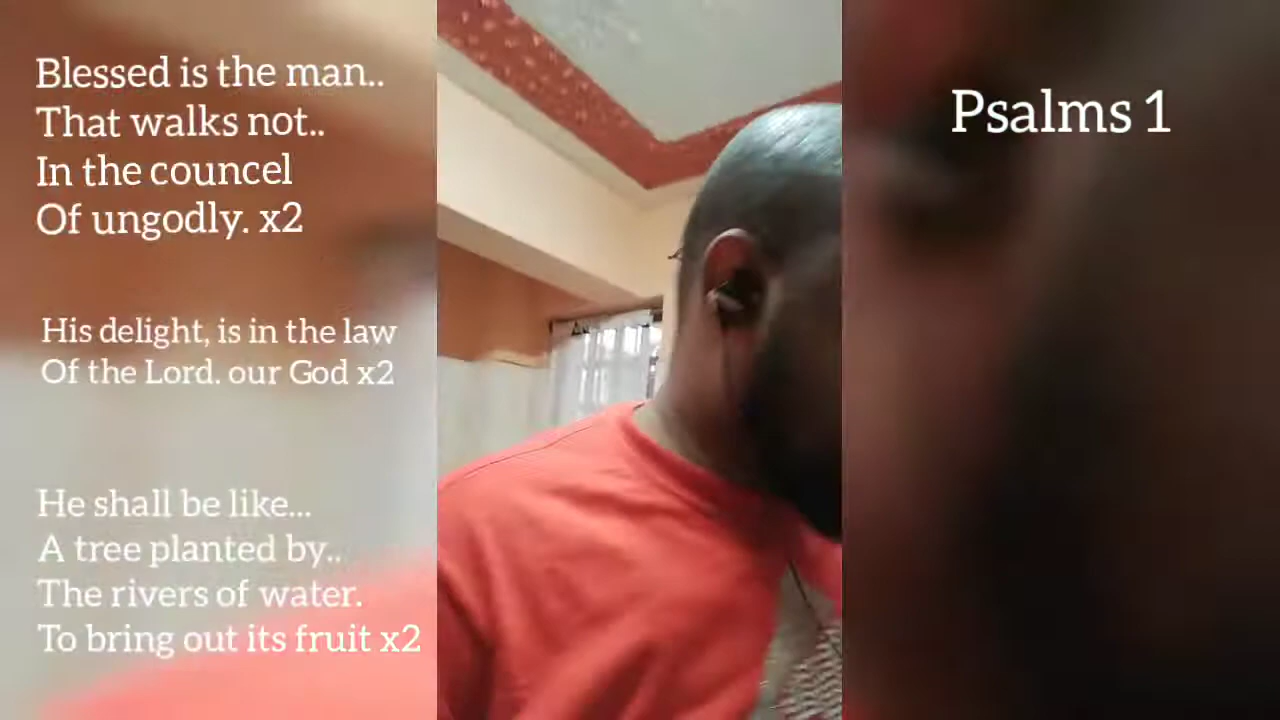 Blessed is the man..
That walks not..
In the councel
Of ungodly. x2
His delight, is in the law
Of the Lord. our God x2
He shall be like...
A tree planted by..
The rivers of water.
To bring out its fruit x2
Psalms 1